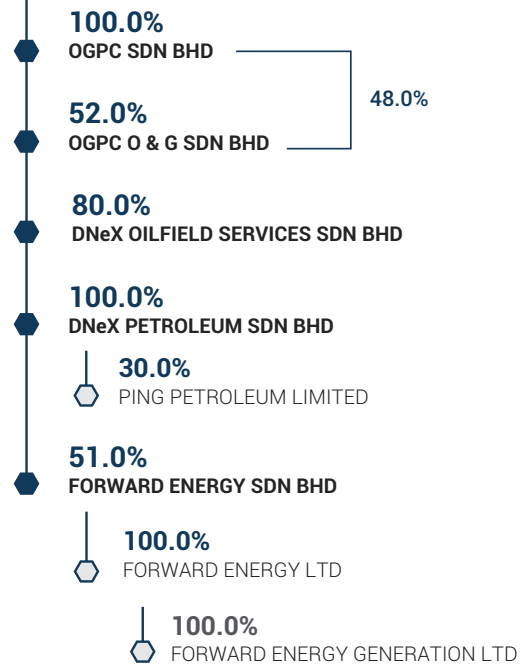 100.0%
OGPC SDN BHD
48.0%
52.0%
OGPC O & G SDN BHD
80.0%
DNeX OILFIELD SERVICES SDN BHD
100.0%
DNeX PETROLEUM SDN BHD
30.0%
PING PETROLEUM LIMITED
51.0%
FORWARD ENERGY SDN BHD
100.0%
FORWARD ENERGY LTD
100.0%
FORWARD ENERGY GENERATION LTD